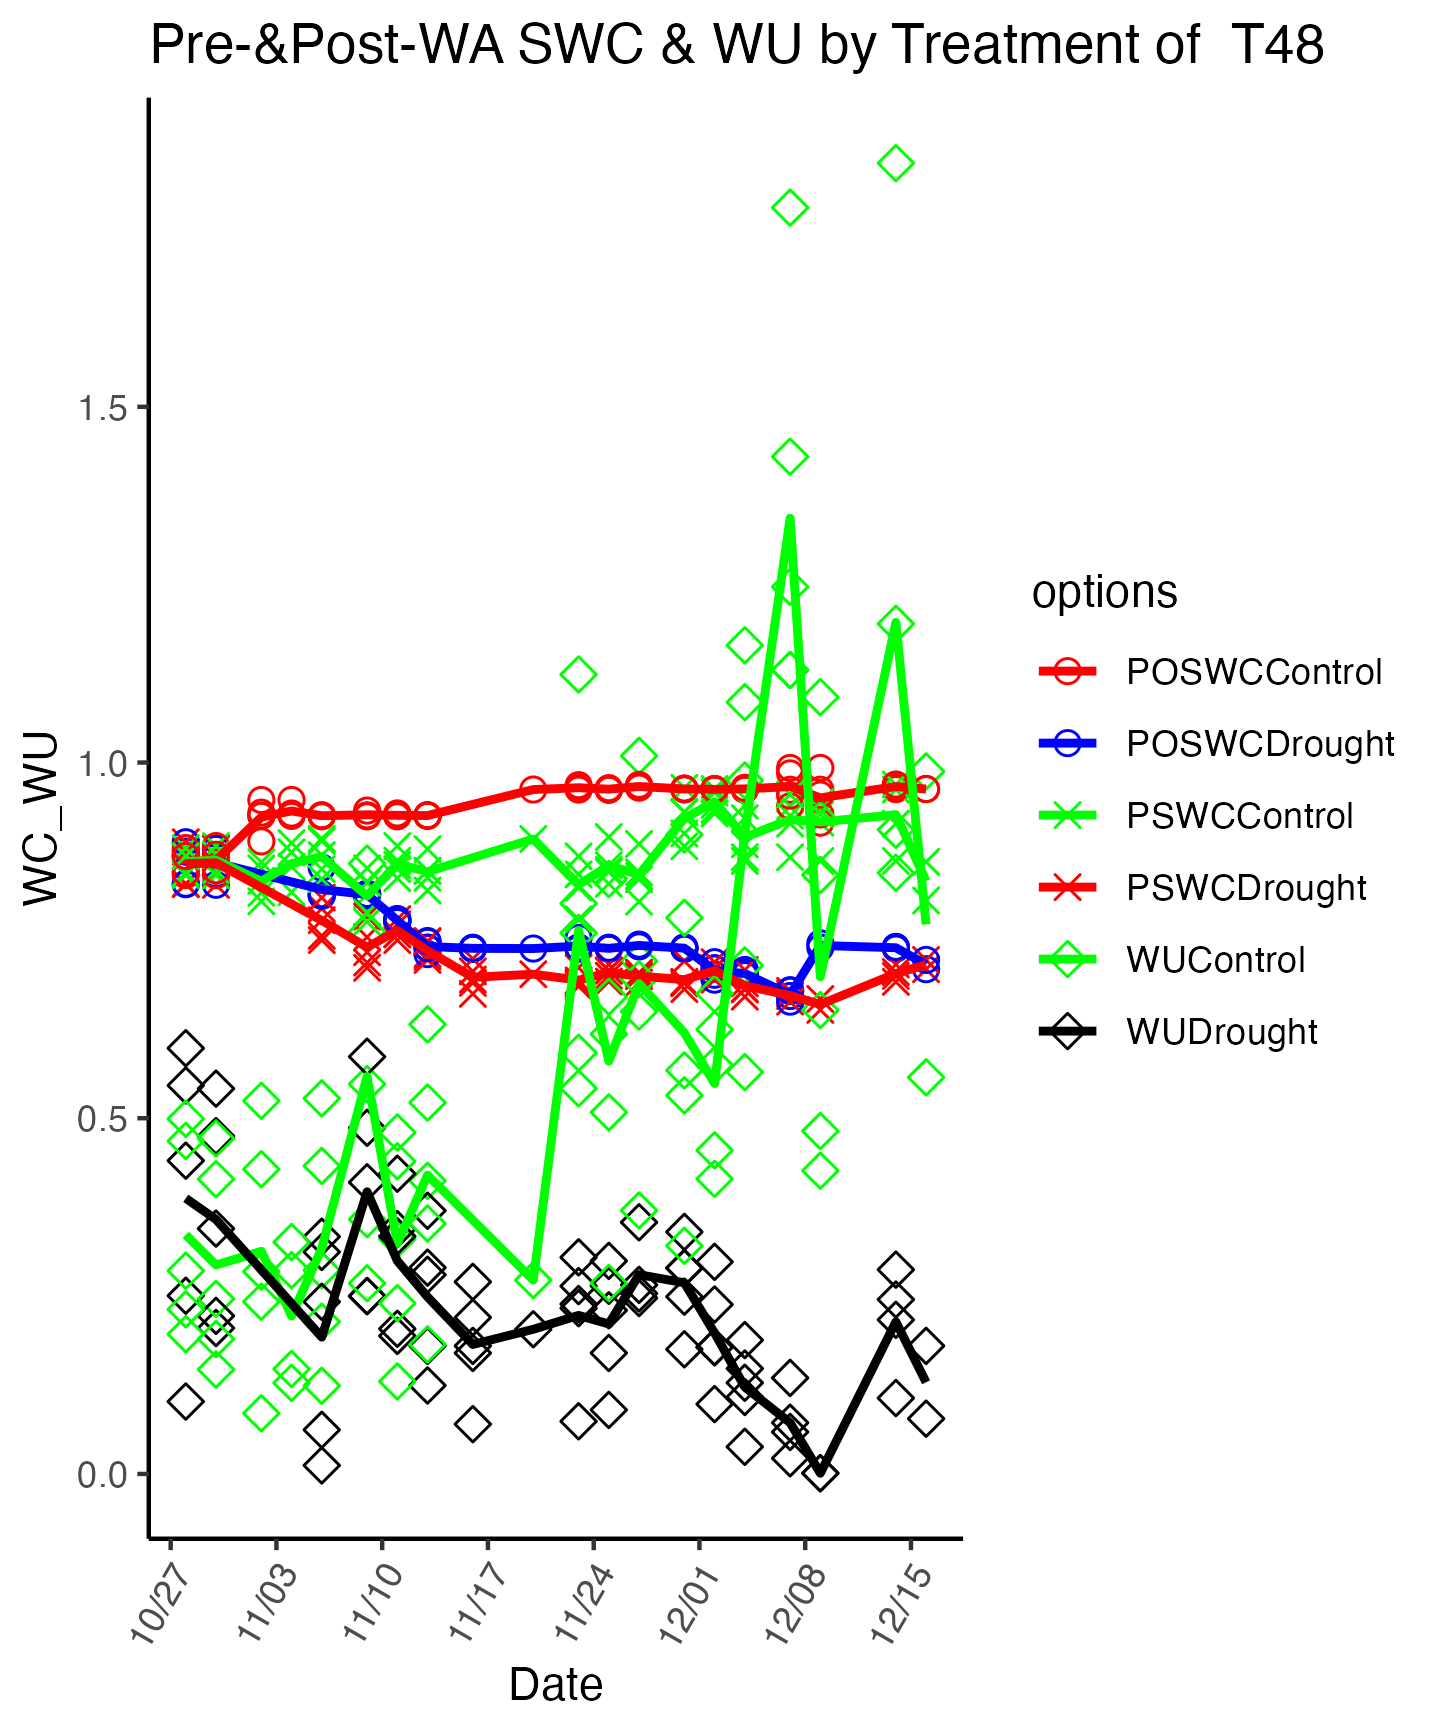 Pre-&Post-WA SWC & WU by Treatment of  T48
WC_WU
1.5
1.0
0.5
0.0
10/27
11/03
11/10
11/17
11/24
12/01
12/08
12/15
Date
options
POSWCControl
POSWCDrought
PSWCControl
PSWCDrought
WUControl
WUDrought